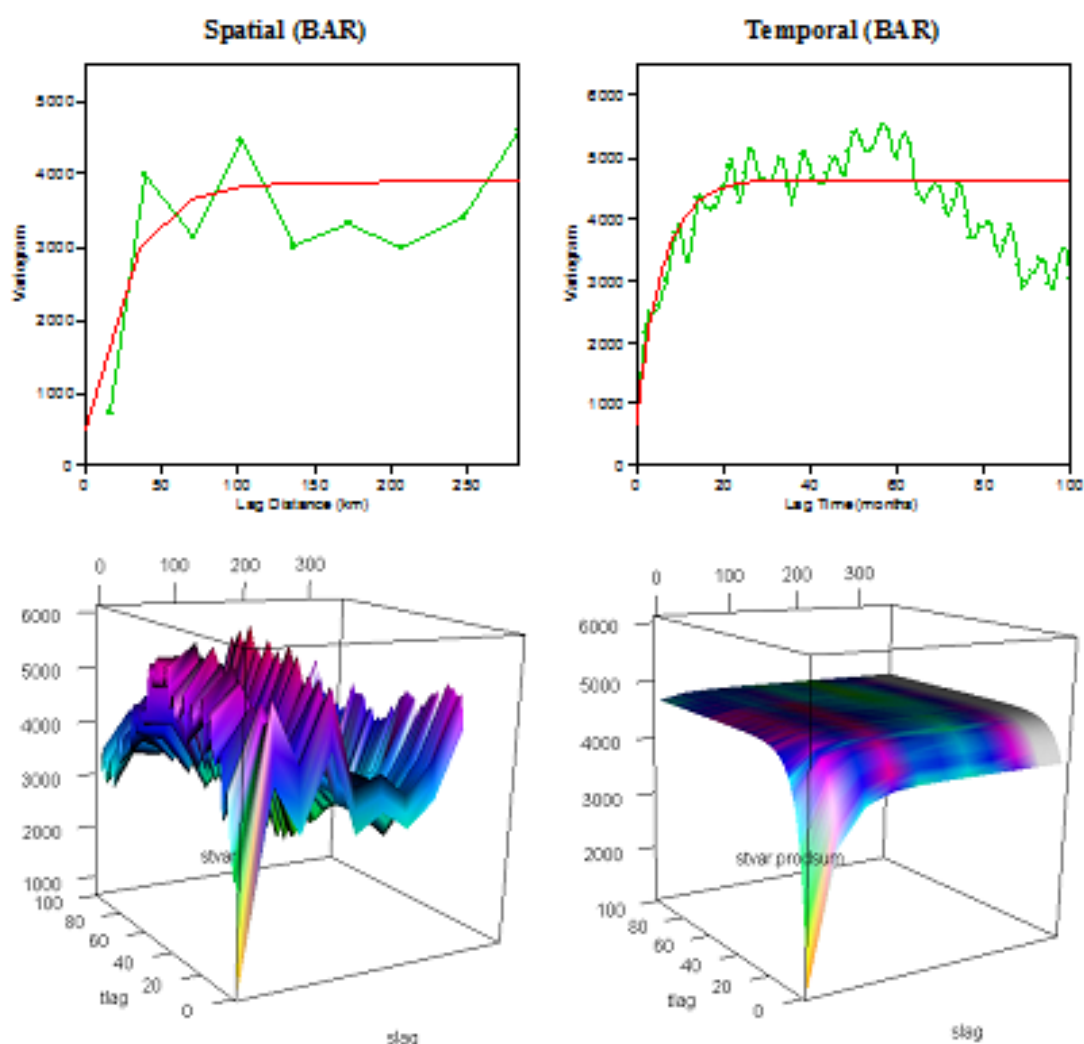 Spatial (BAR)
Temporal (BAR)
5000
4000
3000
2000
1000
0
Variogram
0 50 100 150 200 250
Lag Distance (km)
6000
5000
4000
3000
2000
1000
0
Variogram
0 20 40 60 80 100
Lag Time (months)
0 100 200 300
6000
5000
4000
3000
2000
1000
100
80
60
40
20
0
tlag
stvar
slag
0 100 200 300
6000
5000
4000
3000
2000
100
80
60
40
20
0
tlag
stvar prodsum
slag